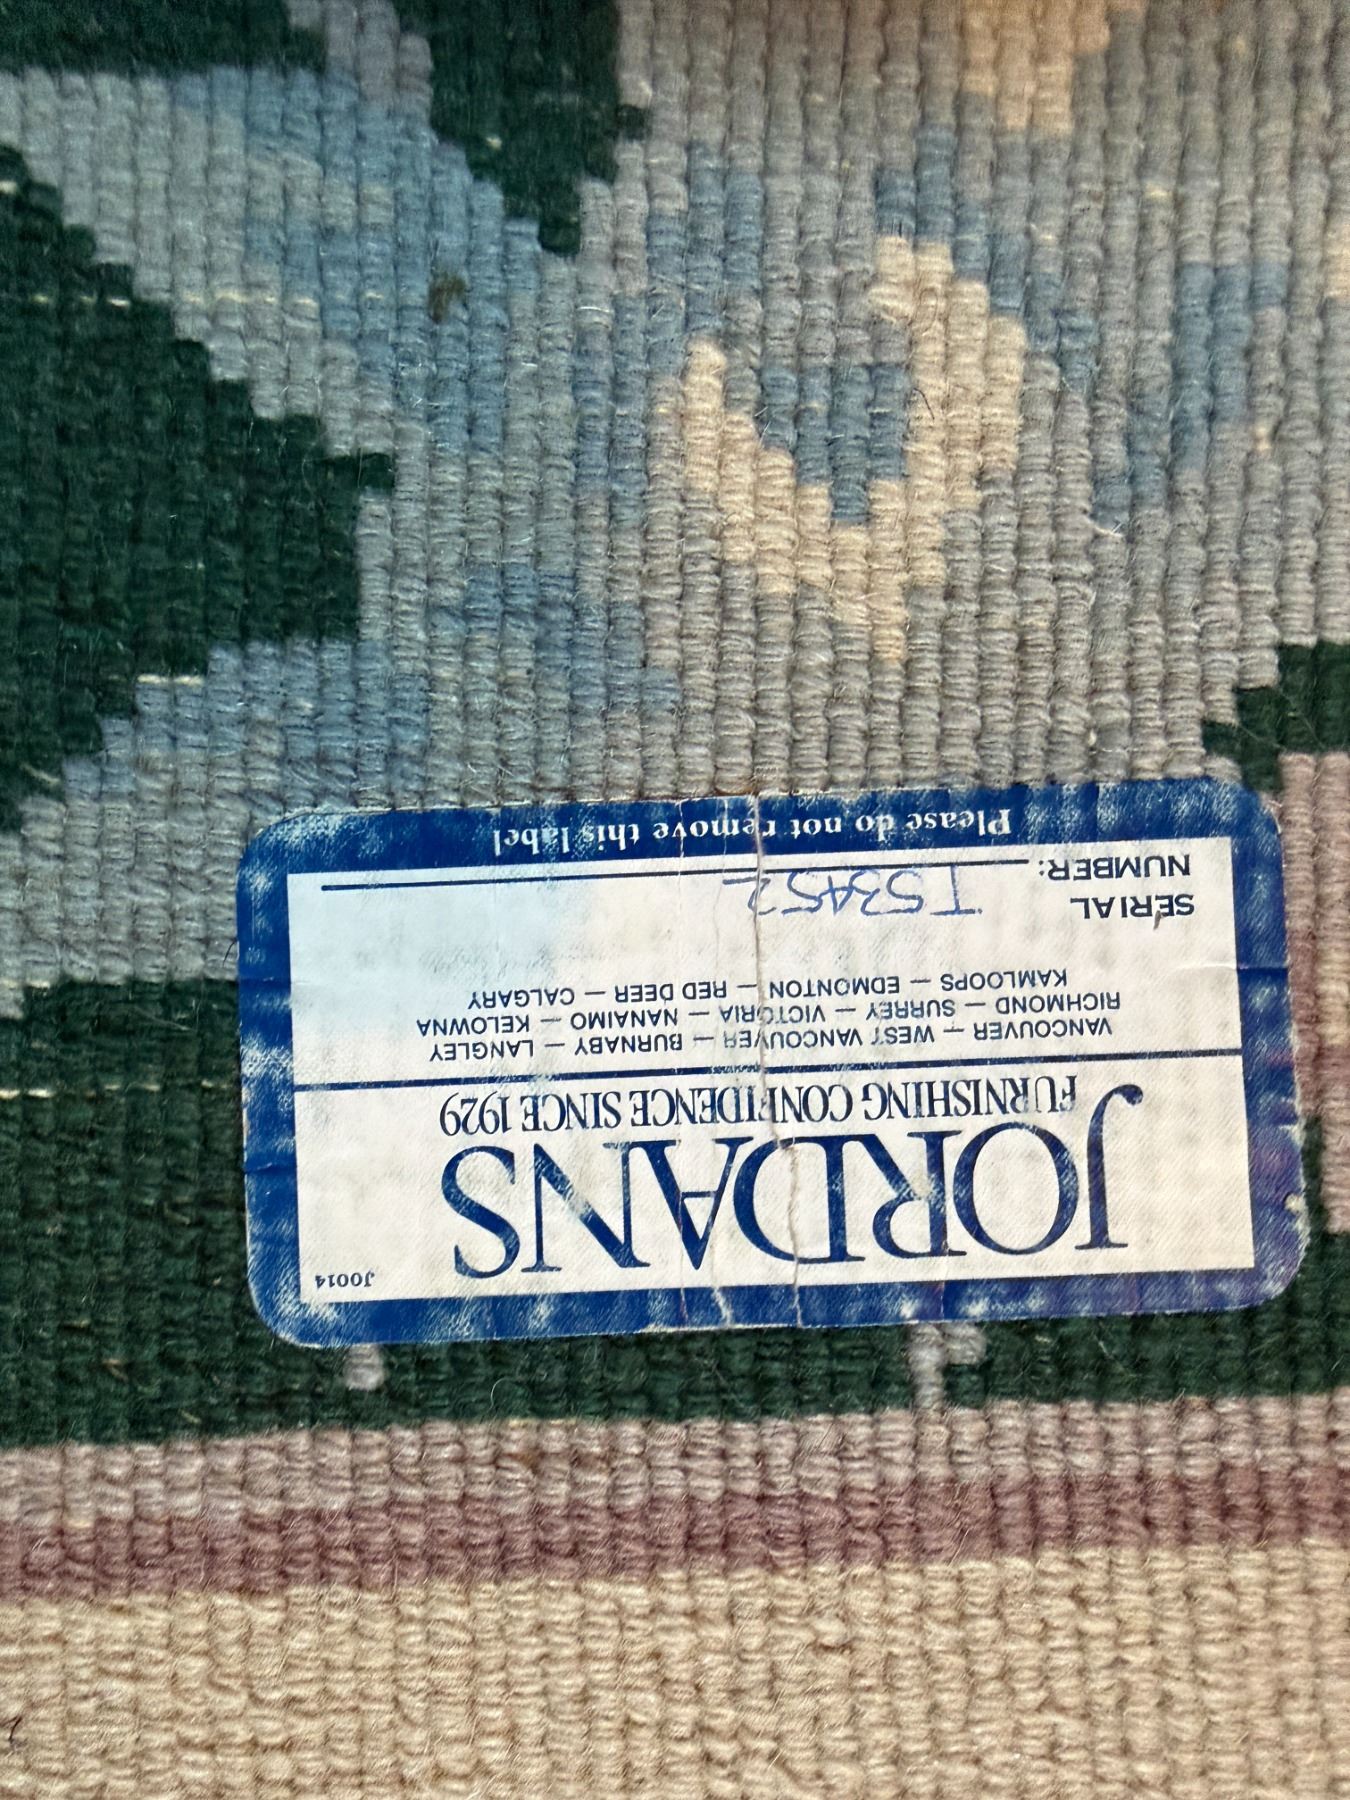 J0014
JORDANS
FURNISHING CONFIDENCE SINCE 1929
VANCOUVER — WEST VANCOUVER — BURNABY — LANGLEY
RICHMOND — SURREY — VICTORIA — NANAIMO — KELOWNA
KAMLOOPS — EDMONTON — RED DEER — CALGARY
SERIAL
NUMBER: I53452
Please do not remove this label